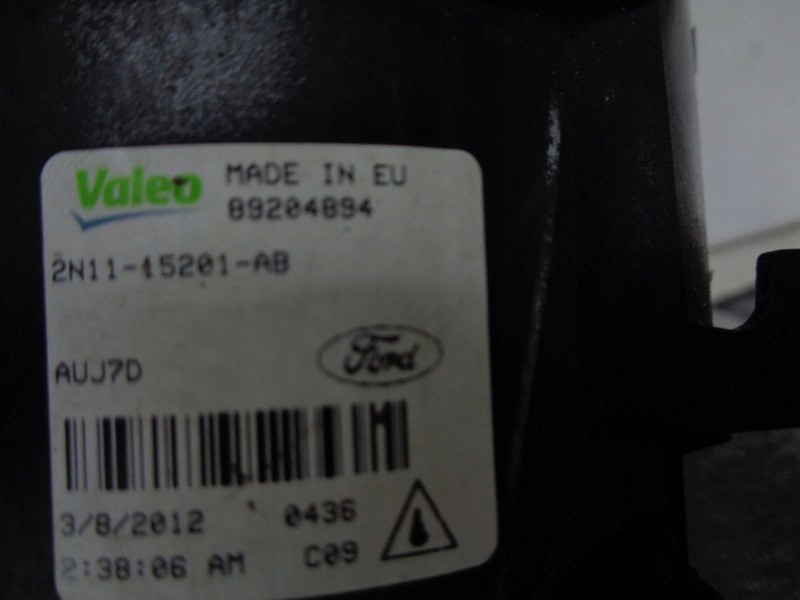 Valeo MADE IN EU
89204894
2N11-15201-AB
AUJ7D
Ford
M
3/8/2012 0436
2:38:06 AM C09